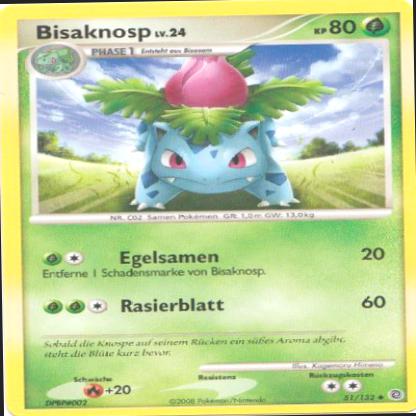 Bisaknosp LV.24 KP 80
PHASE 1 Entsteht aus Bisasam
NR. 002 Samen Pokémon. GR: 1,0m GW: 13,0kg
Egelsamen 20
Entferne 1 Schadensmarke von Bisaknosp.
Rasierblatt 60
Sobald die Knospe auf seinem Rücken ein süßes Aroma abgibt,
steht die Blüte kurz bevor.
Illus. Kagemaru Himeno
Schwäche Resistenz Rückzugskosten
+20
51/132
DPBP#002 ©2008 Pokémon/Nintendo